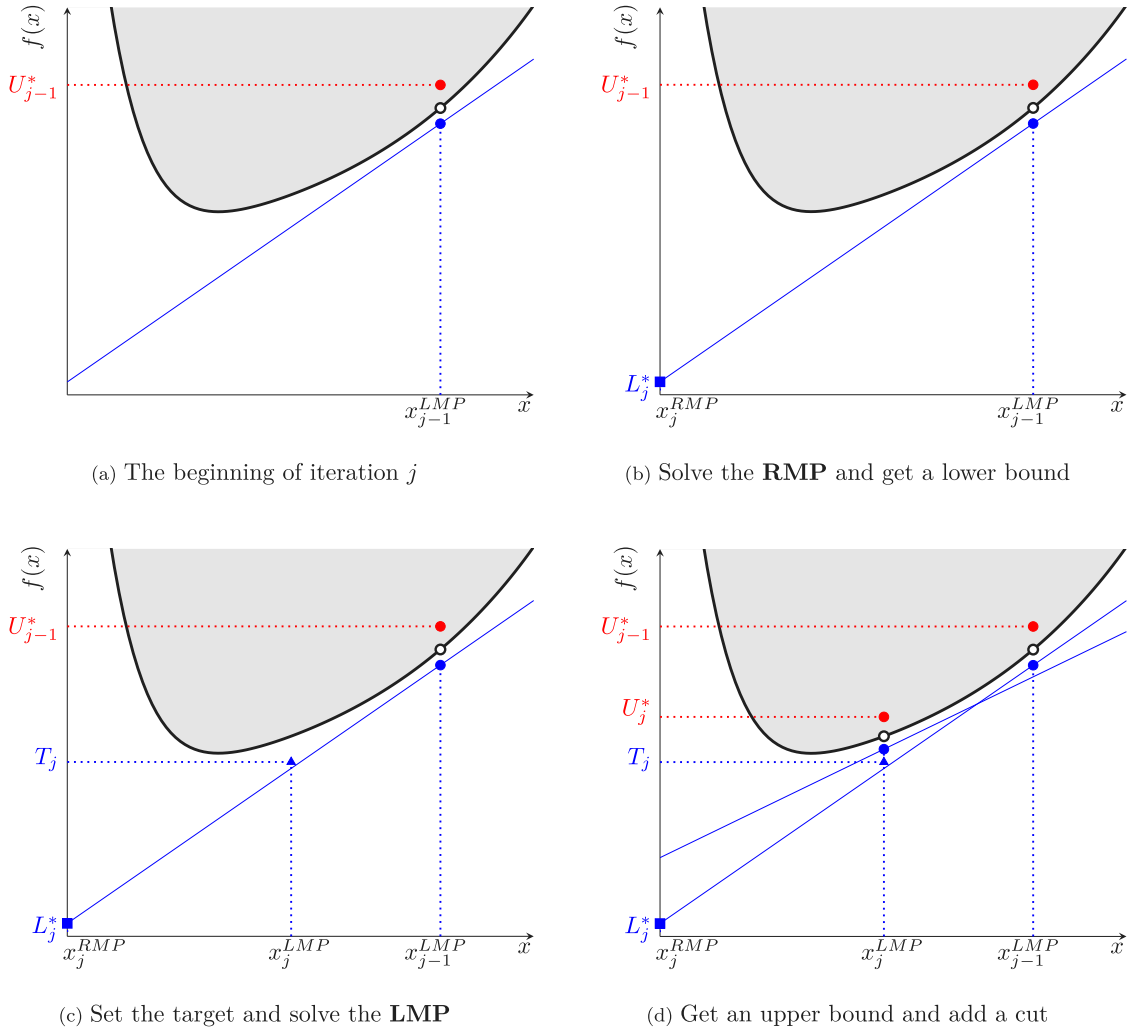 f(x)
U*_{j−1}
x^{LMP}_{j−1}
x
(a) The beginning of iteration j
f(x)
U*_{j−1}
L*_j
x^{RMP}_j
x^{LMP}_{j−1}
x
(b) Solve the RMP and get a lower bound
f(x)
U*_{j−1}
T_j
L*_j
x^{RMP}_j
x^{LMP}_j
x^{LMP}_{j−1}
x
(c) Set the target and solve the LMP
f(x)
U*_{j−1}
U*_j
T_j
L*_j
x^{RMP}_j
x^{LMP}_j
x^{LMP}_{j−1}
x
(d) Get an upper bound and add a cut